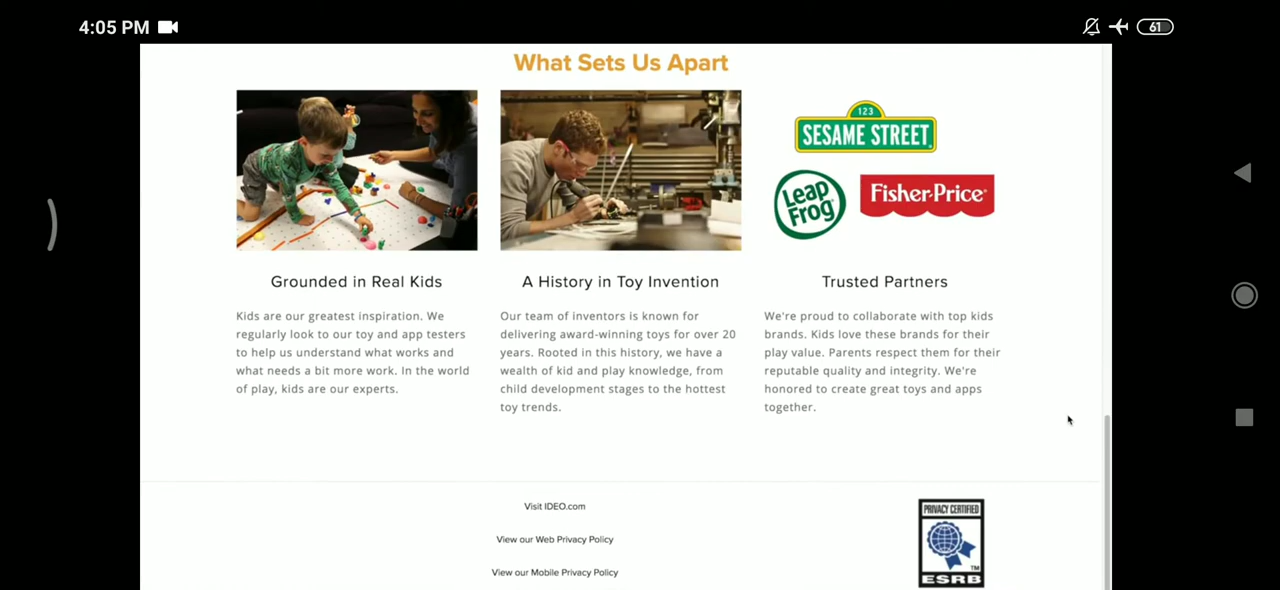 4:05 PM
61
What Sets Us Apart
123
SESAME STREET
Leap
Frog
Fisher-Price
Grounded in Real Kids
Kids are our greatest inspiration. We
regularly look to our toy and app testers
to help us understand what works and
what needs a bit more work. In the world
of play, kids are our experts.
A History in Toy Invention
Our team of inventors is known for
delivering award-winning toys for over 20
years. Rooted in this history, we have a
wealth of kid and play knowledge, from
child development stages to the hottest
toy trends.
Trusted Partners
We're proud to collaborate with top kids
brands. Kids love these brands for their
play value. Parents respect them for their
reputable quality and integrity. We're
honored to create great toys and apps
together.
Visit IDEO.com
View our Web Privacy Policy
View our Mobile Privacy Policy
PRIVACY CERTIFIED
TM
ESRB